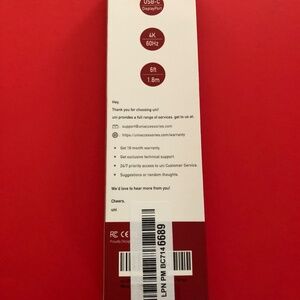 USB-C
DisplayPort
4K
60Hz
6ft
1.8m
Hey,
Thank you for choosing uni!
uni provides a full range of services. get to us at:
support@uniaccessories.com
https://uniaccessories.com/warranty
Get 18 month warranty.
Get exclusive technical support.
24/7 priority access to uni Customer Service.
Suggestions or random thoughts.
We'd love to hear more from you!
Cheers,
uni
FC CE
LPN PM BC714 6689